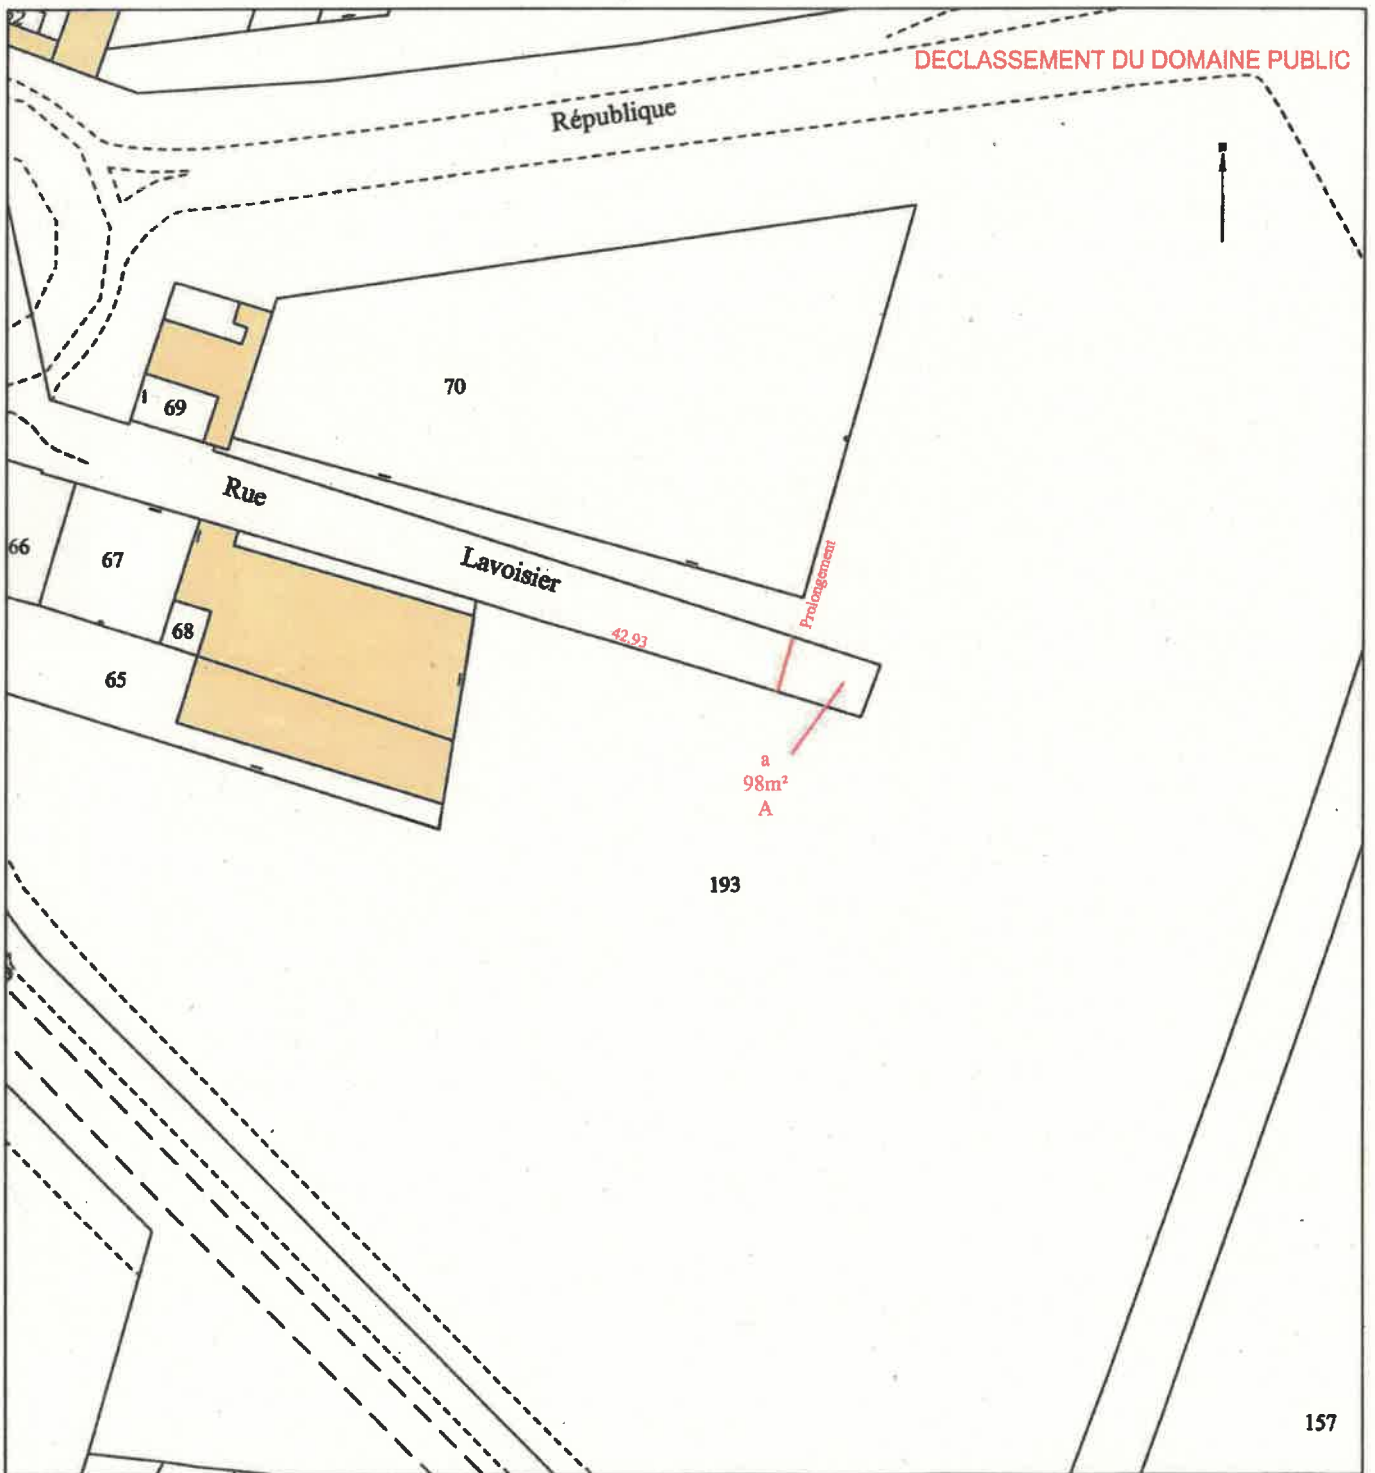 DECLASSEMENT DU DOMAINE PUBLIC
République
70
69
Rue
Lavoisier
66
67
68
65
Prolongement
42.93
a
98m²
A
193
157